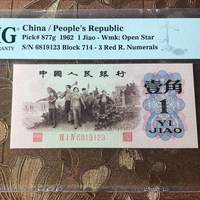 China / People's Republic
Pick# 877g 1962 1 Jiao - Wmk: Open Star
S/N 6819123 Block 714 - 3 Red R. Numerals
中国人民银行
壹角
1
YI
JIAO
6819123